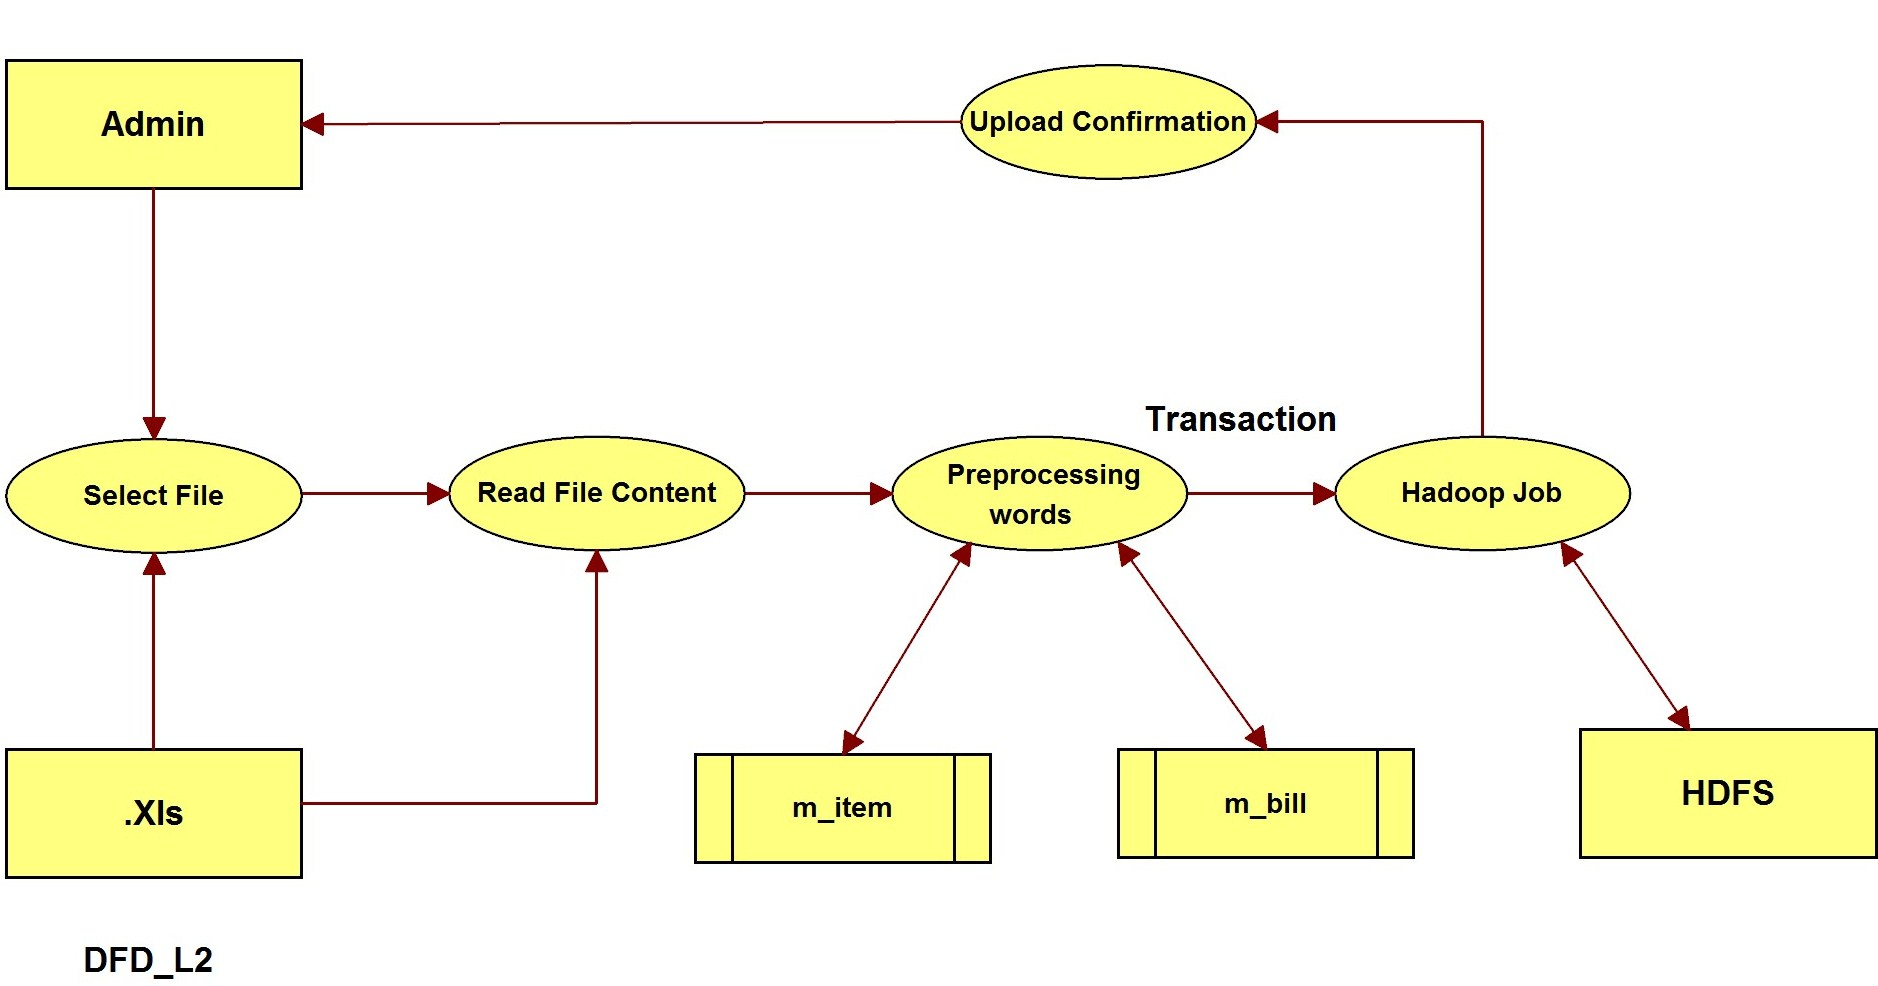 Admin
Upload Confirmation
Transaction
Select File
Read File Content
Preprocessing
words
Hadoop Job
.Xls
m_item
m_bill
HDFS
DFD_L2